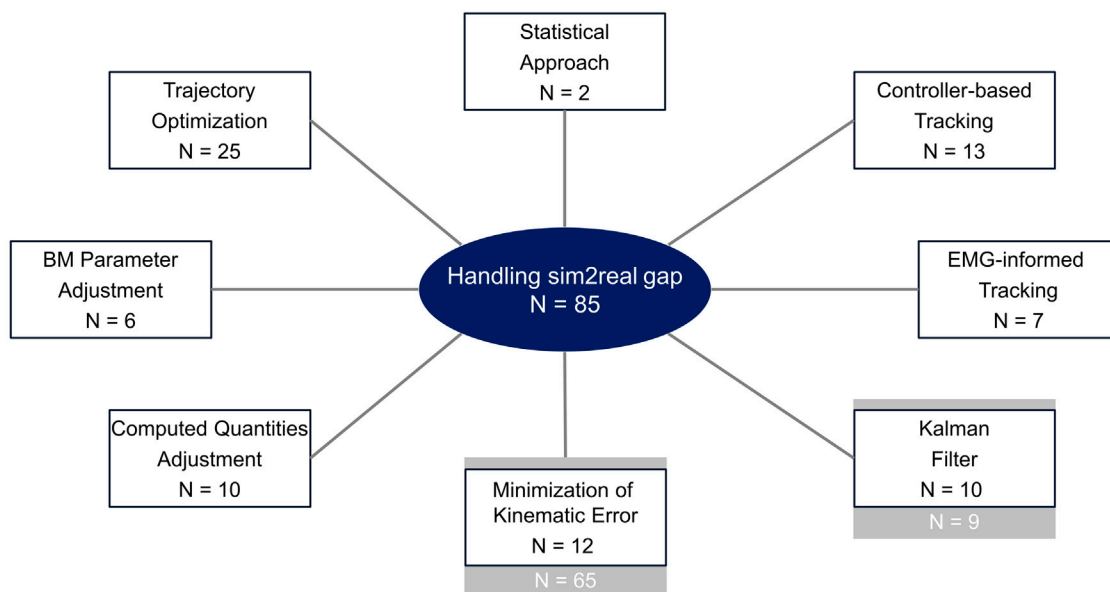 Statistical
Approach
N = 2
Trajectory
Optimization
N = 25
Controller-based
Tracking
N = 13
BM Parameter
Adjustment
N = 6
Handling sim2real gap
N = 85
EMG-informed
Tracking
N = 7
Computed Quantities
Adjustment
N = 10
Minimization of
Kinematic Error
N = 12
N = 65
Kalman
Filter
N = 10
N = 9